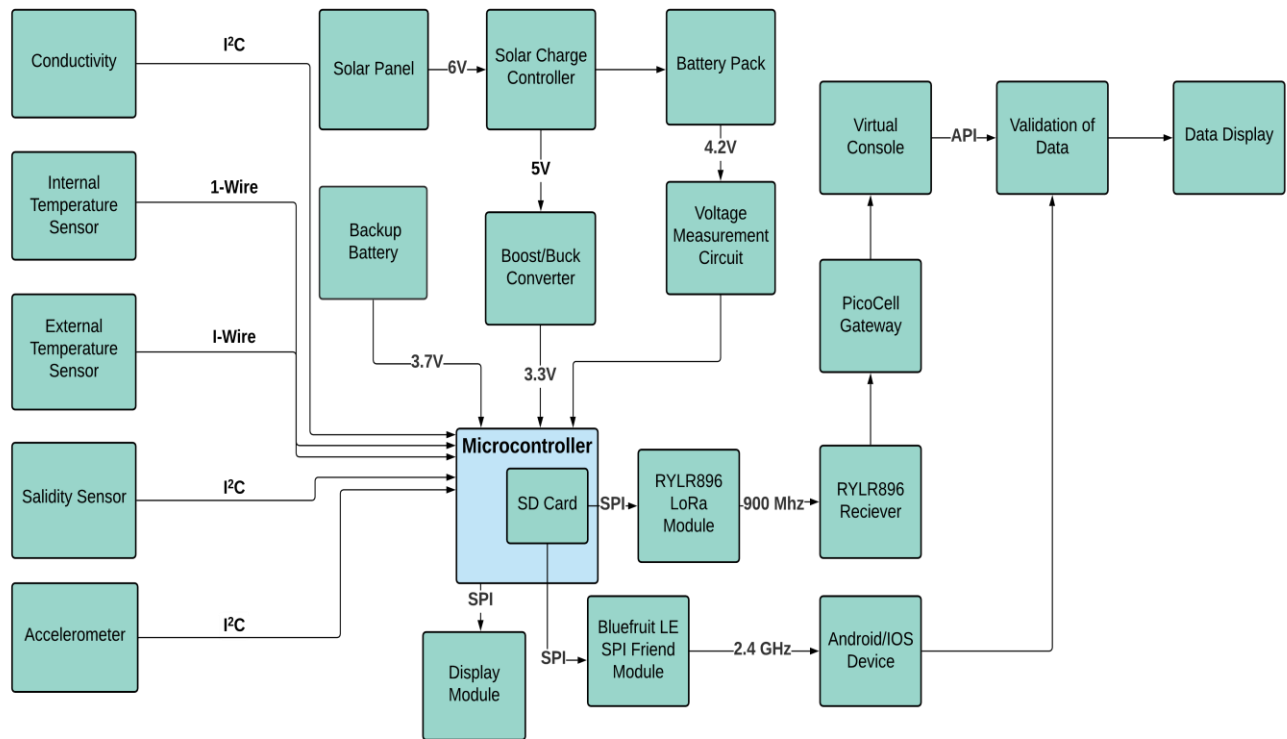 Conductivity
I²C
Solar Panel
6V
Solar Charge
Controller
Battery Pack
Virtual
Console
API
Validation of
Data
Data Display
4.2V
5V
Internal
Temperature
Sensor
1-Wire
Backup
Battery
Boost/Buck
Converter
Voltage
Measurement
Circuit
PicoCell
Gateway
External
Temperature
Sensor
I-Wire
3.7V
3.3V
Microcontroller
SD Card
SPI
RYLR896
LoRa
Module
900 Mhz
RYLR896
Reciever
Salidity Sensor
I²C
Accelerometer
I²C
SPI
Display
Module
SPI
Bluefruit LE
SPI Friend
Module
2.4 GHz
Android/IOS
Device